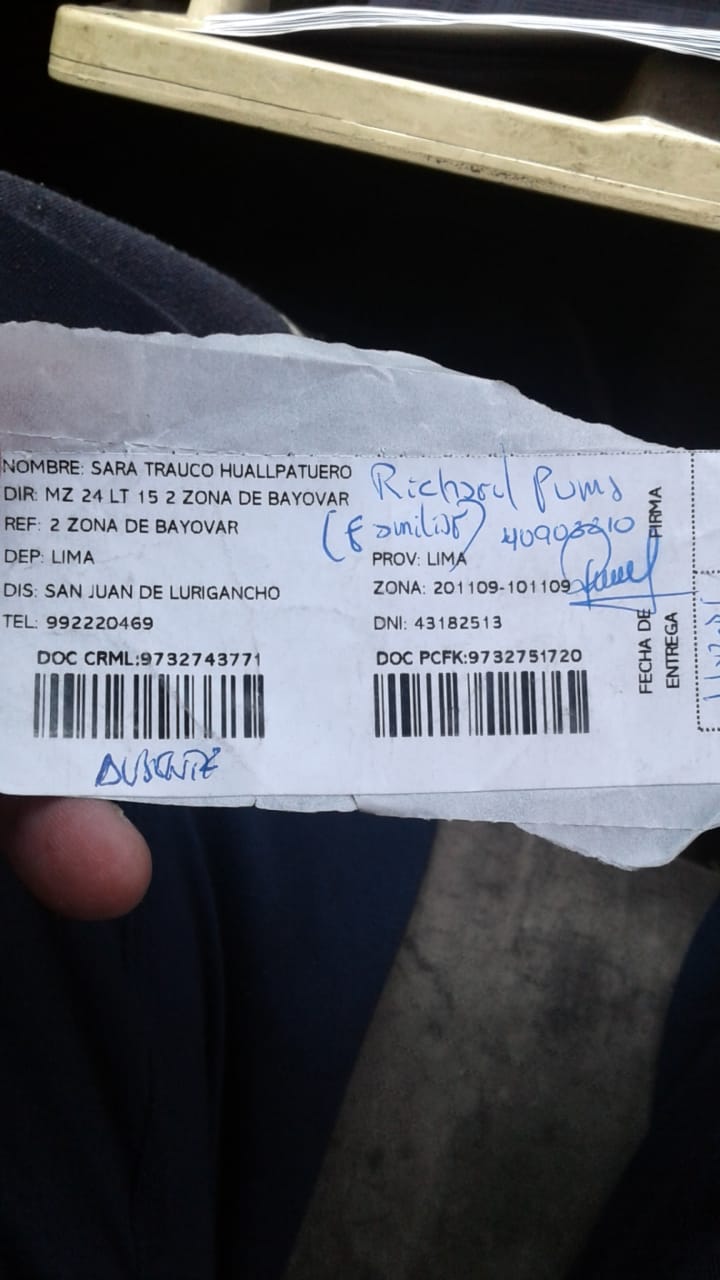 NOMBRE: SARA TRAUCO HUALLPATUERO
DIR: MZ 24 LT 15 2 ZONA DE BAYOVAR
REF: 2 ZONA DE BAYOVAR
DEP: LIMA
PROV: LIMA
DIS: SAN JUAN DE LURIGANCHO
ZONA: 201109-101109
TEL: 992220469
DNI: 43182513
DOC CRML:9732743771
DOC PCFK:9732751720
AUSENTE
Richard Puma
(Familiar)
FIRMA
FECHA DE
ENTREGA